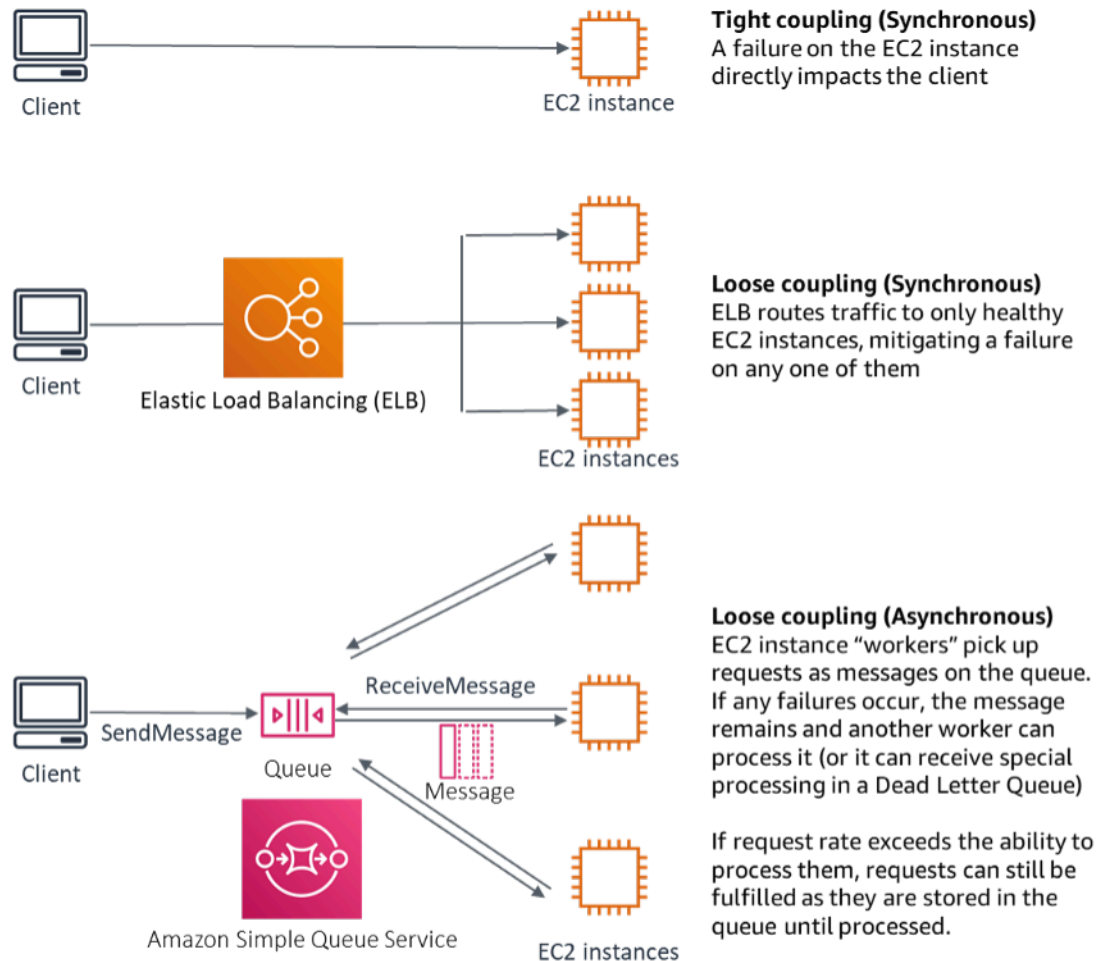 Client
EC2 instance
Tight coupling (Synchronous)
A failure on the EC2 instance
directly impacts the client
Client
Elastic Load Balancing (ELB)
EC2 instances
Loose coupling (Synchronous)
ELB routes traffic to only healthy
EC2 instances, mitigating a failure
on any one of them
Client
SendMessage
Queue
ReceiveMessage
Message
Amazon Simple Queue Service
EC2 instances
Loose coupling (Asynchronous)
EC2 instance “workers” pick up
requests as messages on the queue.
If any failures occur, the message
remains and another worker can
process it (or it can receive special
processing in a Dead Letter Queue)
If request rate exceeds the ability to
process them, requests can still be
fulfilled as they are stored in the
queue until processed.